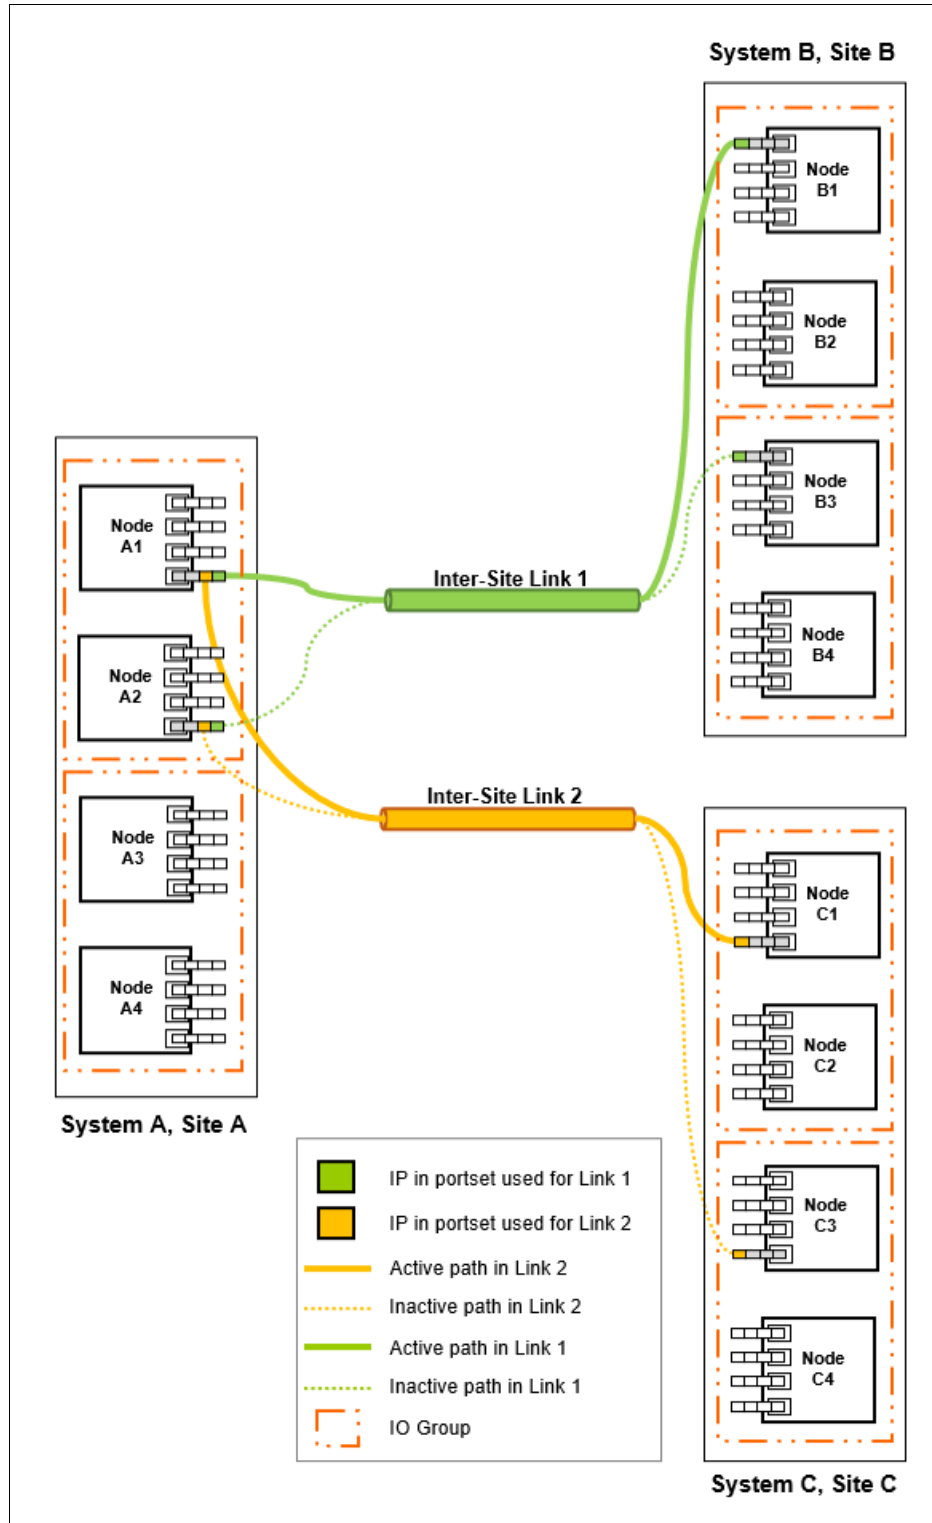 System B, Site B
Node
B1
Node
B2
Node
B3
Node
B4
Node
A1
Node
A2
Node
A3
Node
A4
System A, Site A
Inter-Site Link 1
Inter-Site Link 2
Node
C1
Node
C2
Node
C3
Node
C4
System C, Site C
IP in portset used for Link 1
IP in portset used for Link 2
Active path in Link 2
Inactive path in Link 2
Active path in Link 1
Inactive path in Link 1
IO Group